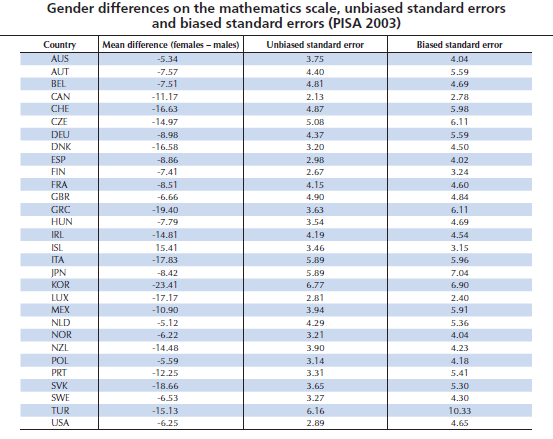 Gender differences on the mathematics scale, unbiased standard errors
and biased standard errors (PISA 2003)
Country Mean difference (females – males) Unbiased standard error Biased standard error
AUS -5.34 3.75 4.04
AUT -7.57 4.40 5.59
BEL -7.51 4.81 4.69
CAN -11.17 2.13 2.78
CHE -16.63 4.87 5.98
CZE -14.97 5.08 6.11
DEU -8.98 4.37 5.59
DNK -16.58 3.20 4.50
ESP -8.86 2.98 4.02
FIN -7.41 2.67 3.24
FRA -8.51 4.15 4.60
GBR -6.66 4.90 4.84
GRC -19.40 3.63 6.11
HUN -7.79 3.54 4.69
IRL -14.81 4.19 4.54
ISL 15.41 3.46 3.15
ITA -17.83 5.89 5.96
JPN -8.42 5.89 7.04
KOR -23.41 6.77 6.90
LUX -17.17 2.81 2.40
MEX -10.90 3.94 5.91
NLD -5.12 4.29 5.36
NOR -6.22 3.21 4.04
NZL -14.48 3.90 4.23
POL -5.59 3.14 4.18
PRT -12.25 3.31 5.41
SVK -18.66 3.65 5.30
SWE -6.53 3.27 4.30
TUR -15.13 6.16 10.33
USA -6.25 2.89 4.65